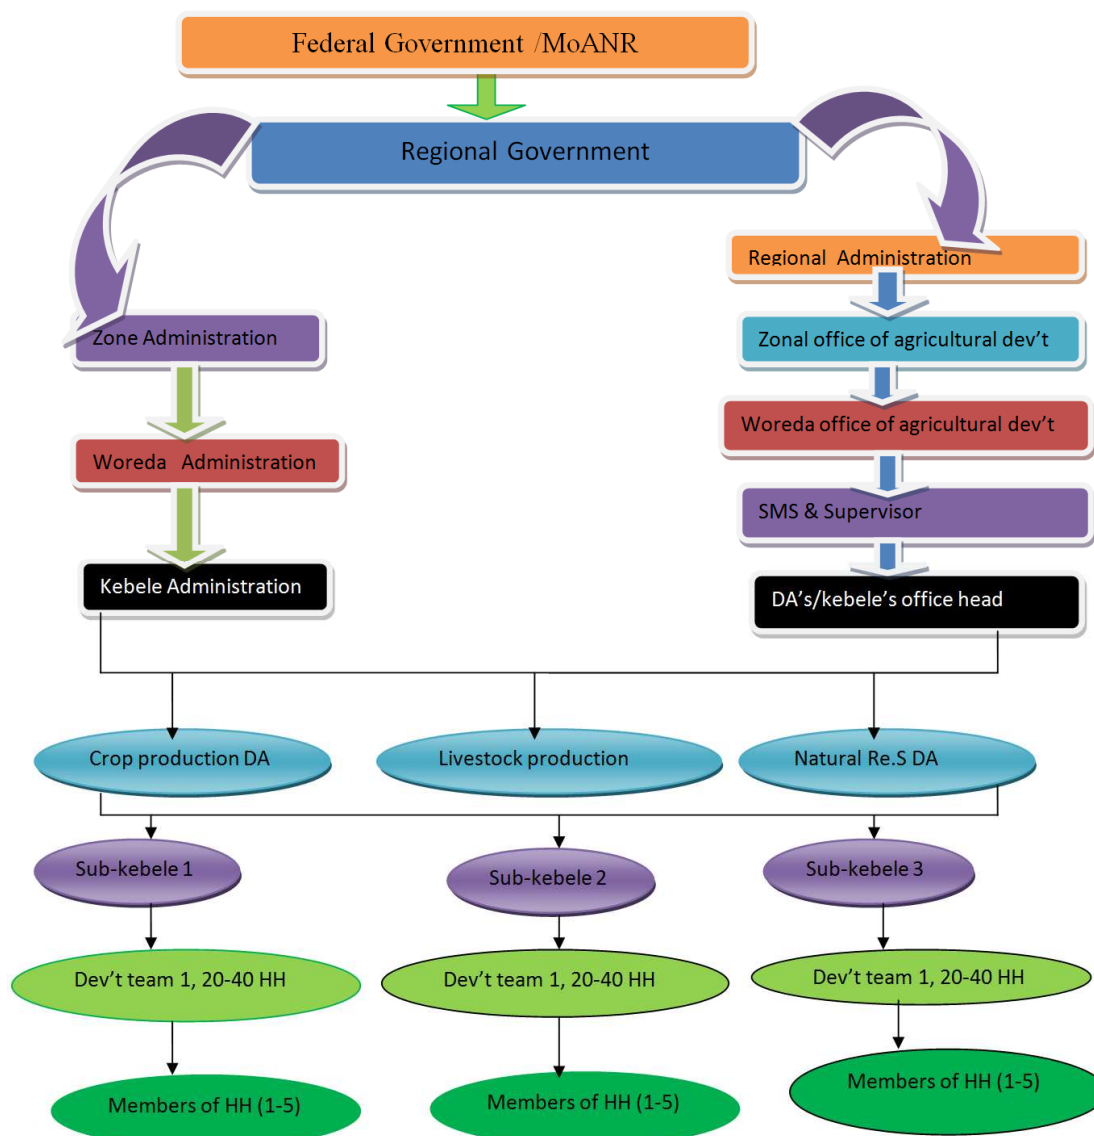 Federal Government /MoANR
Regional Government
Regional Administration
Zone Administration
Zonal office of agricultural dev't
Woreda office of agricultural dev't
Woreda Administration
SMS & Supervisor
Kebele Administration
DA's/kebele's office head
Crop production DA
Livestock production
Natural Re.S DA
Sub-kebele 1
Sub-kebele 2
Sub-kebele 3
Dev't team 1, 20-40 HH
Dev't team 1, 20-40 HH
Dev't team 1, 20-40 HH
Members of HH (1-5)
Members of HH (1-5)
Members of HH (1-5)